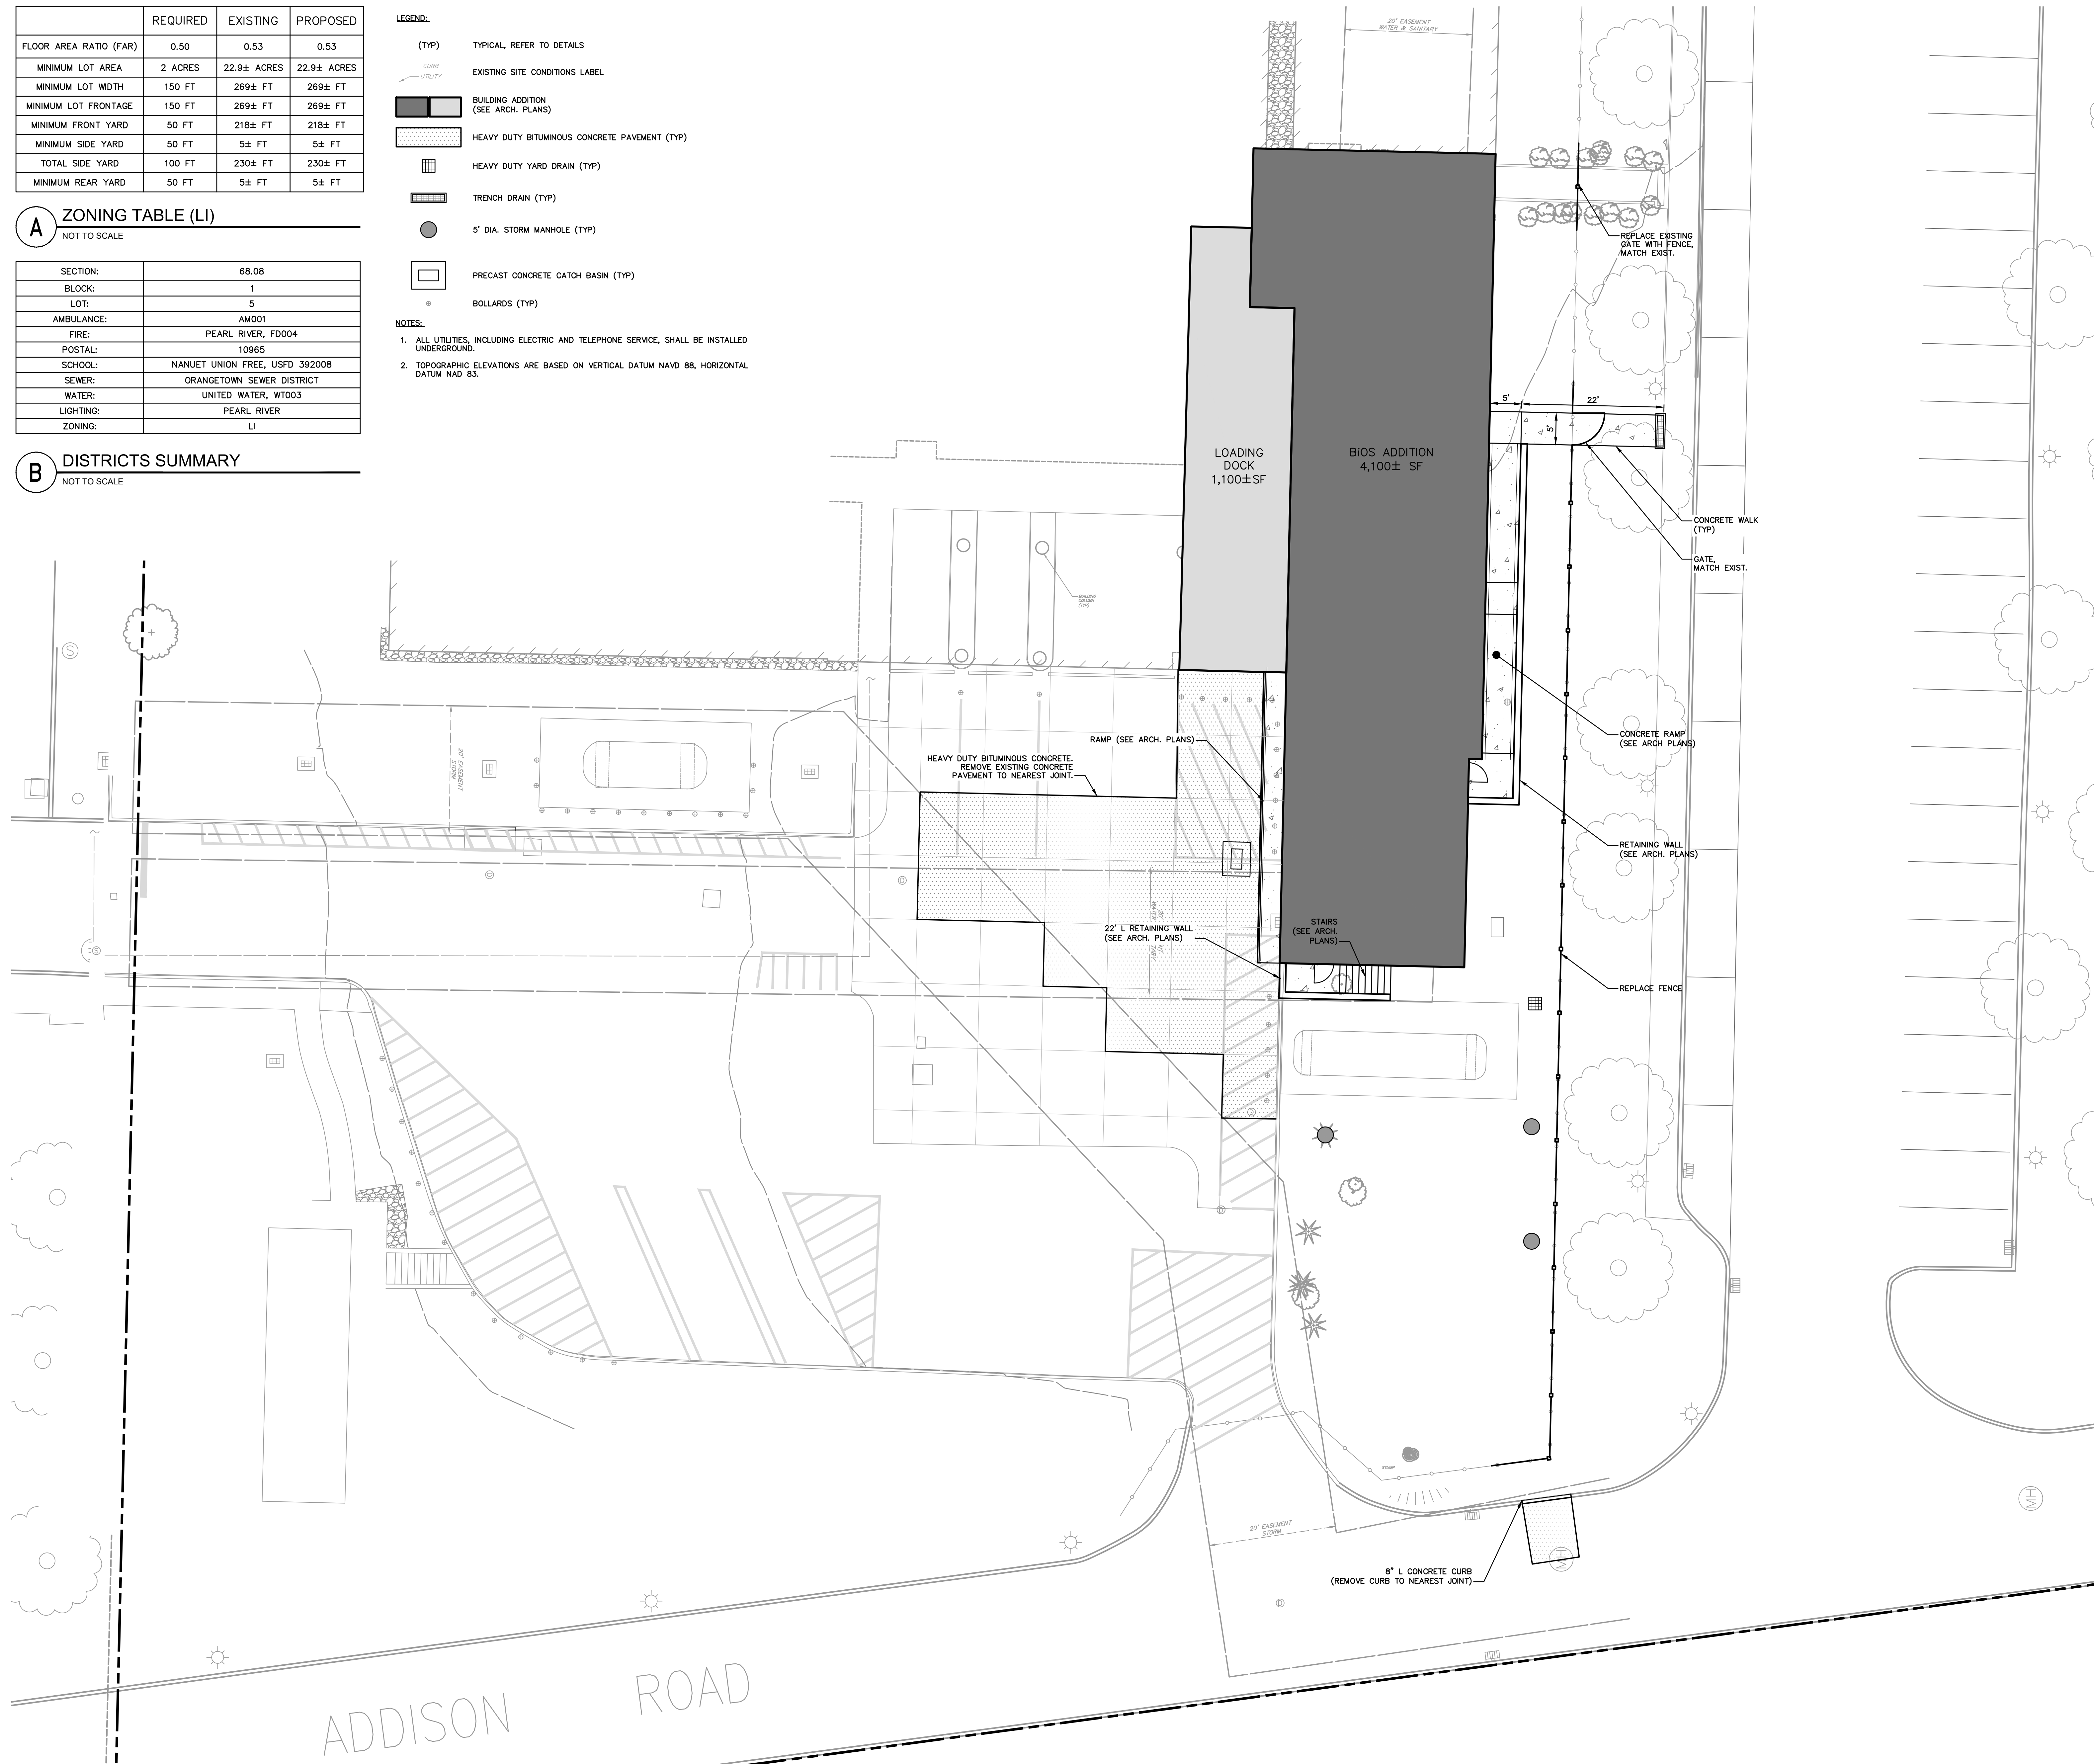 REQUIRED EXISTING PROPOSED
FLOOR AREA RATIO (FAR) 0.50 0.53 0.53
MINIMUM LOT AREA 2 ACRES 22.9± ACRES 22.9± ACRES
MINIMUM LOT WIDTH 150 FT 269± FT 269± FT
MINIMUM LOT FRONTAGE 150 FT 269± FT 269± FT
MINIMUM FRONT YARD 50 FT 218± FT 218± FT
MINIMUM SIDE YARD 50 FT 5± FT 5± FT
TOTAL SIDE YARD 100 FT 230± FT 230± FT
MINIMUM REAR YARD 50 FT 5± FT 5± FT
A ZONING TABLE (LI)
NOT TO SCALE
SECTION: 68.08
BLOCK: 1
LOT: 5
AMBULANCE: AM001
FIRE: PEARL RIVER, FD004
POSTAL: 10965
SCHOOL: NANUET UNION FREE, USFD 392008
SEWER: ORANGETOWN SEWER DISTRICT
WATER: UNITED WATER, WT003
LIGHTING: PEARL RIVER
ZONING: LI
B DISTRICTS SUMMARY
NOT TO SCALE
LEGEND:
(TYP) TYPICAL, REFER TO DETAILS
CURB
UTILITY
EXISTING SITE CONDITIONS LABEL
BUILDING ADDITION
(SEE ARCH. PLANS)
HEAVY DUTY BITUMINOUS CONCRETE PAVEMENT (TYP)
HEAVY DUTY YARD DRAIN (TYP)
TRENCH DRAIN (TYP)
5' DIA. STORM MANHOLE (TYP)
PRECAST CONCRETE CATCH BASIN (TYP)
BOLLARDS (TYP)
NOTES:
1. ALL UTILITIES, INCLUDING ELECTRIC AND TELEPHONE SERVICE, SHALL BE INSTALLED
UNDERGROUND.
2. TOPOGRAPHIC ELEVATIONS ARE BASED ON VERTICAL DATUM NAVD 88, HORIZONTAL
DATUM NAD 83.
20' EASEMENT
WATER & SANITARY
REPLACE EXISTING
GATE WITH FENCE,
MATCH EXIST.
5'
22'
5'
LOADING
DOCK
1,100±SF
BiOS ADDITION
4,100± SF
CONCRETE WALK
(TYP)
GATE,
MATCH EXIST.
BUILDING
COLUMN
(TYP)
S
20' EASEMENT
STORM
RAMP (SEE ARCH. PLANS)
HEAVY DUTY BITUMINOUS CONCRETE.
REMOVE EXISTING CONCRETE
PAVEMENT TO NEAREST JOINT.
CONCRETE RAMP
(SEE ARCH PLANS)
RETAINING WALL
(SEE ARCH. PLANS)
D
22' L RETAINING WALL
(SEE ARCH. PLANS)
STAIRS
(SEE ARCH.
PLANS)
S
REPLACE FENCE
D
D
STUMP
20' EASEMENT
STORM
MH
MH
8" L CONCRETE CURB
(REMOVE CURB TO NEAREST JOINT)
D
ADDISON ROAD